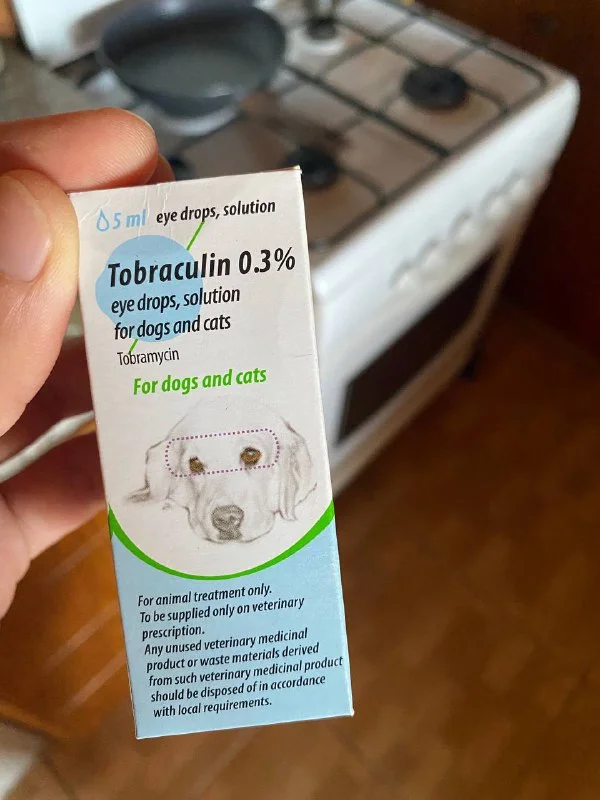 5 ml eye drops, solution
Tobraculin 0.3%
eye drops, solution
for dogs and cats
Tobramycin
For dogs and cats
For animal treatment only.
To be supplied only on veterinary
prescription.
Any unused veterinary medicinal
product or waste materials derived
from such veterinary medicinal product
should be disposed of in accordance
with local requirements.